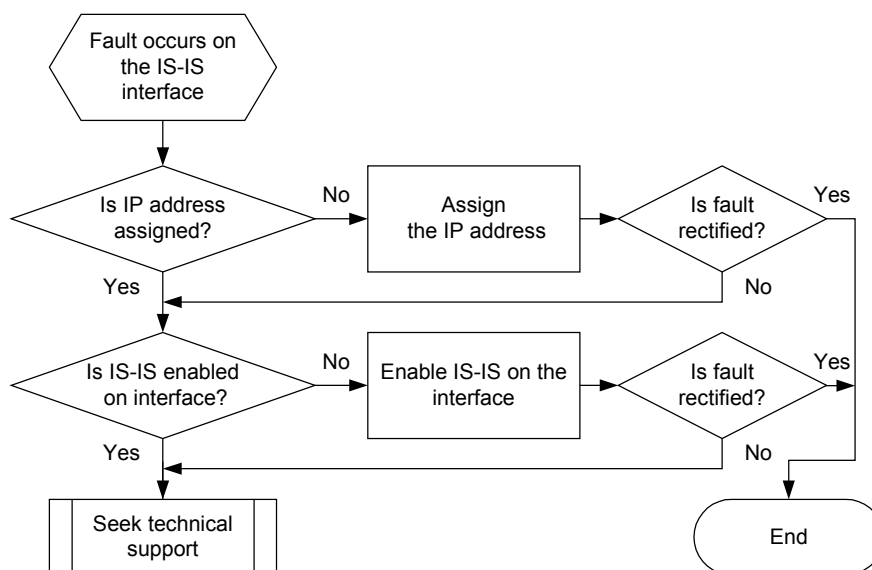 Fault occurs on
the IS-IS
interface
Is IP address
assigned?
No
Assign
the IP address
Is fault
rectified?
Yes
Yes
No
Is IS-IS enabled
on interface?
No
Enable IS-IS on the
interface
Is fault
rectified?
Yes
Yes
No
Seek technical
support
End